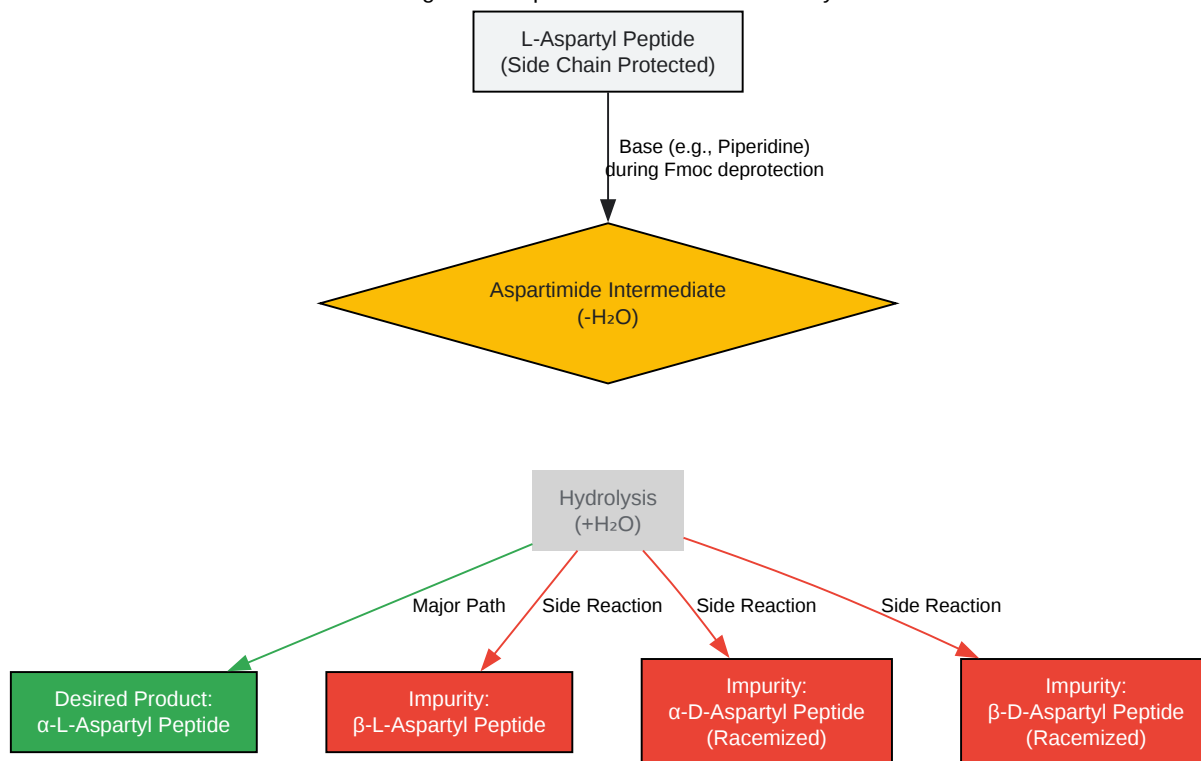 L-Aspartyl Peptide
(Side Chain Protected)
Base (e.g., Piperidine)
during Fmoc deprotection
Aspartimide Intermediate
(-H₂O)
Hydrolysis
(+H₂O)
Major Path
Side Reaction
Side Reaction
Side Reaction
Desired Product:
α-L-Aspartyl Peptide
Impurity:
β-L-Aspartyl Peptide
Impurity:
α-D-Aspartyl Peptide
(Racemized)
Impurity:
β-D-Aspartyl Peptide
(Racemized)